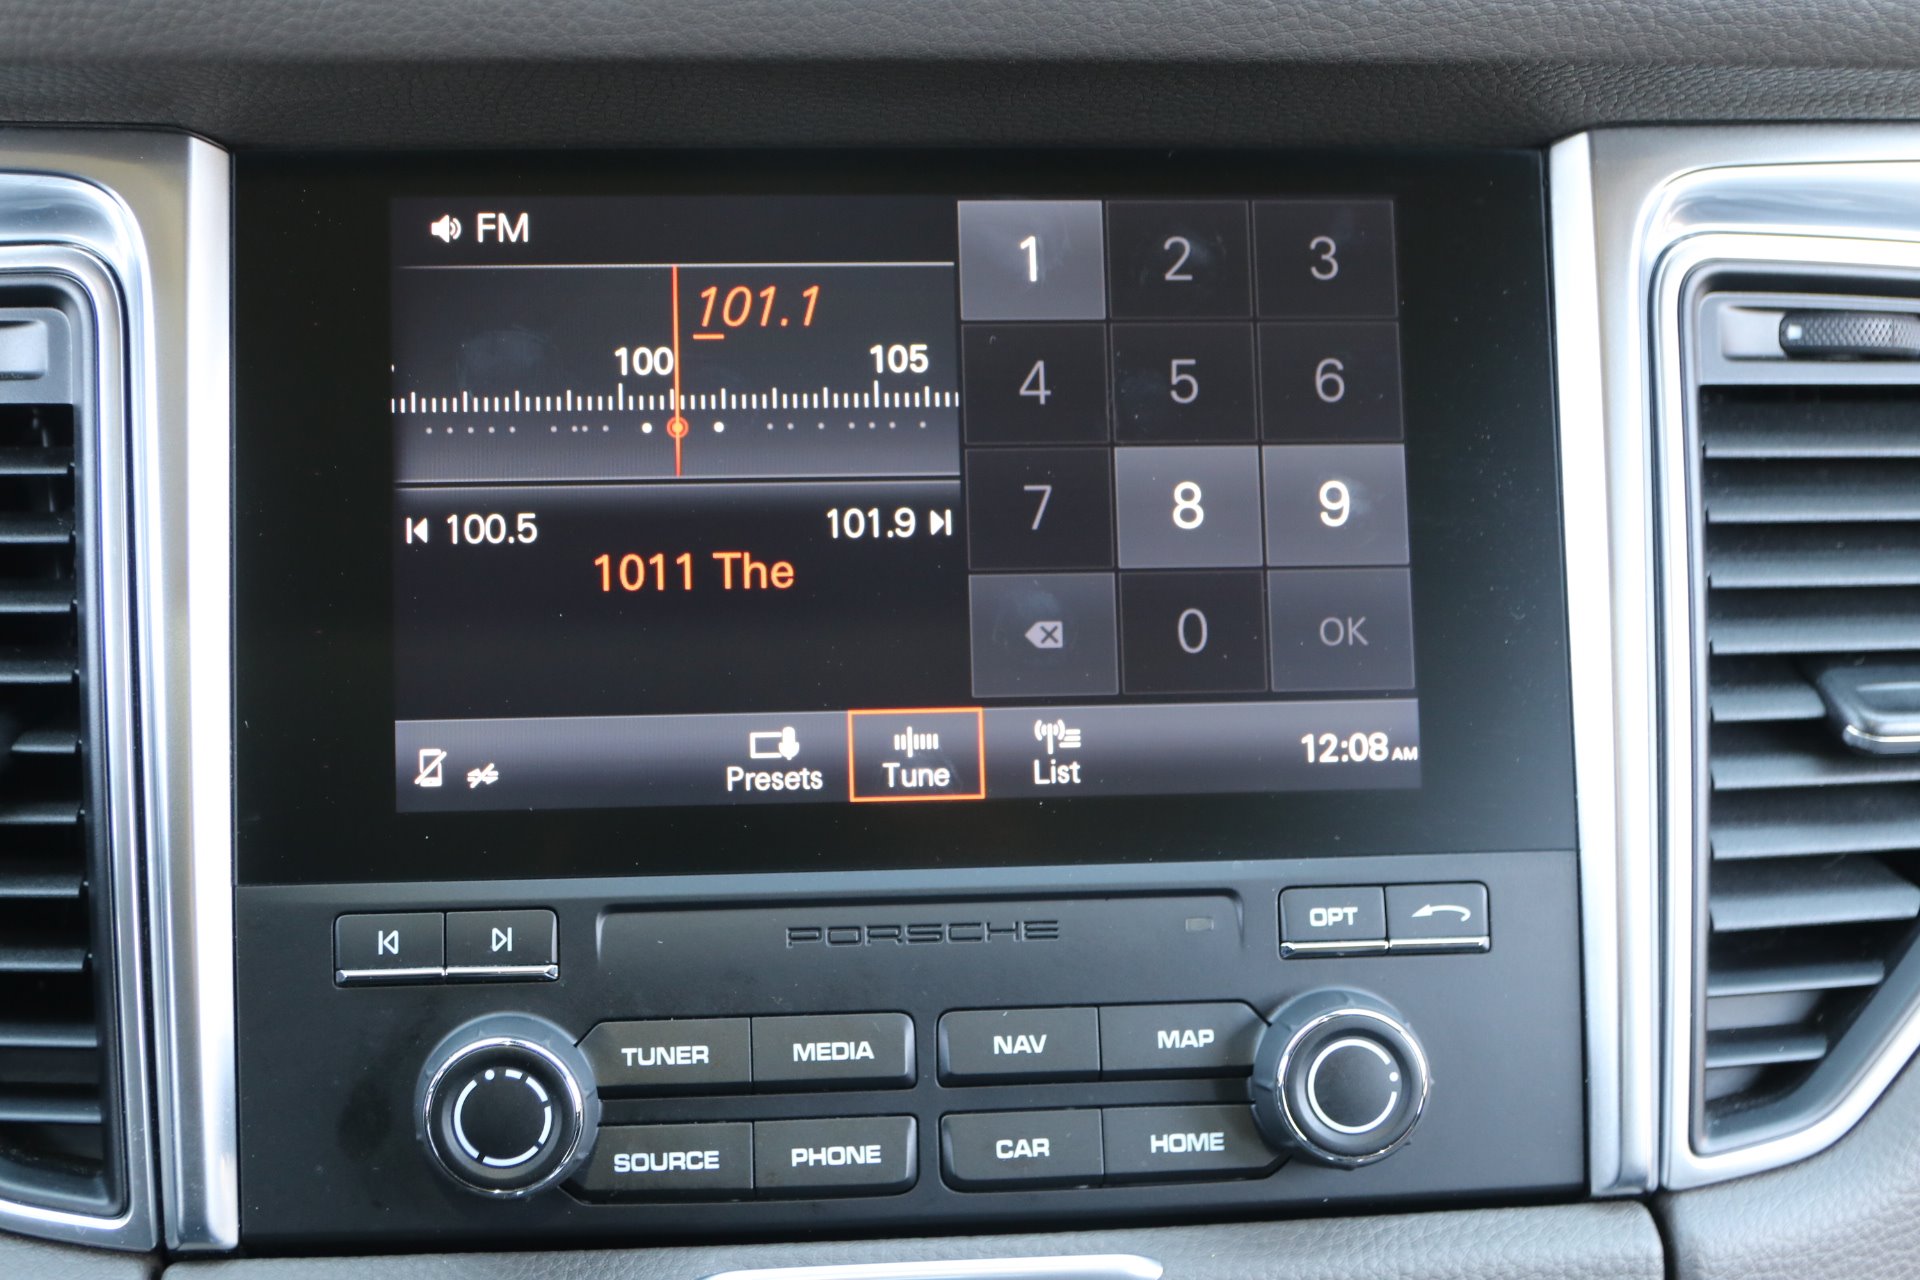 FM
101.1
100 105
100.5 101.9
1011 The
1 2 3
4 5 6
7 8 9
0 OK
Presets Tune List 12:08 AM
PORSCHE
OPT
TUNER MEDIA NAV MAP
SOURCE PHONE CAR HOME